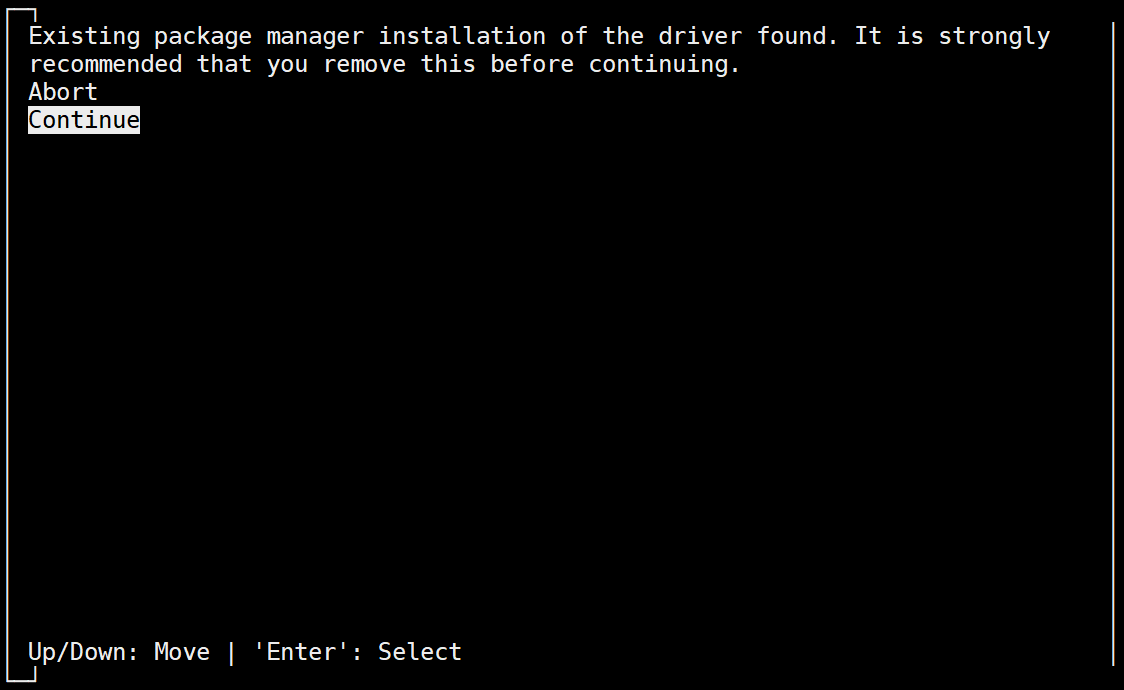 Existing package manager installation of the driver found. It is strongly
recommended that you remove this before continuing.
Abort
Continue
Up/Down: Move | 'Enter': Select